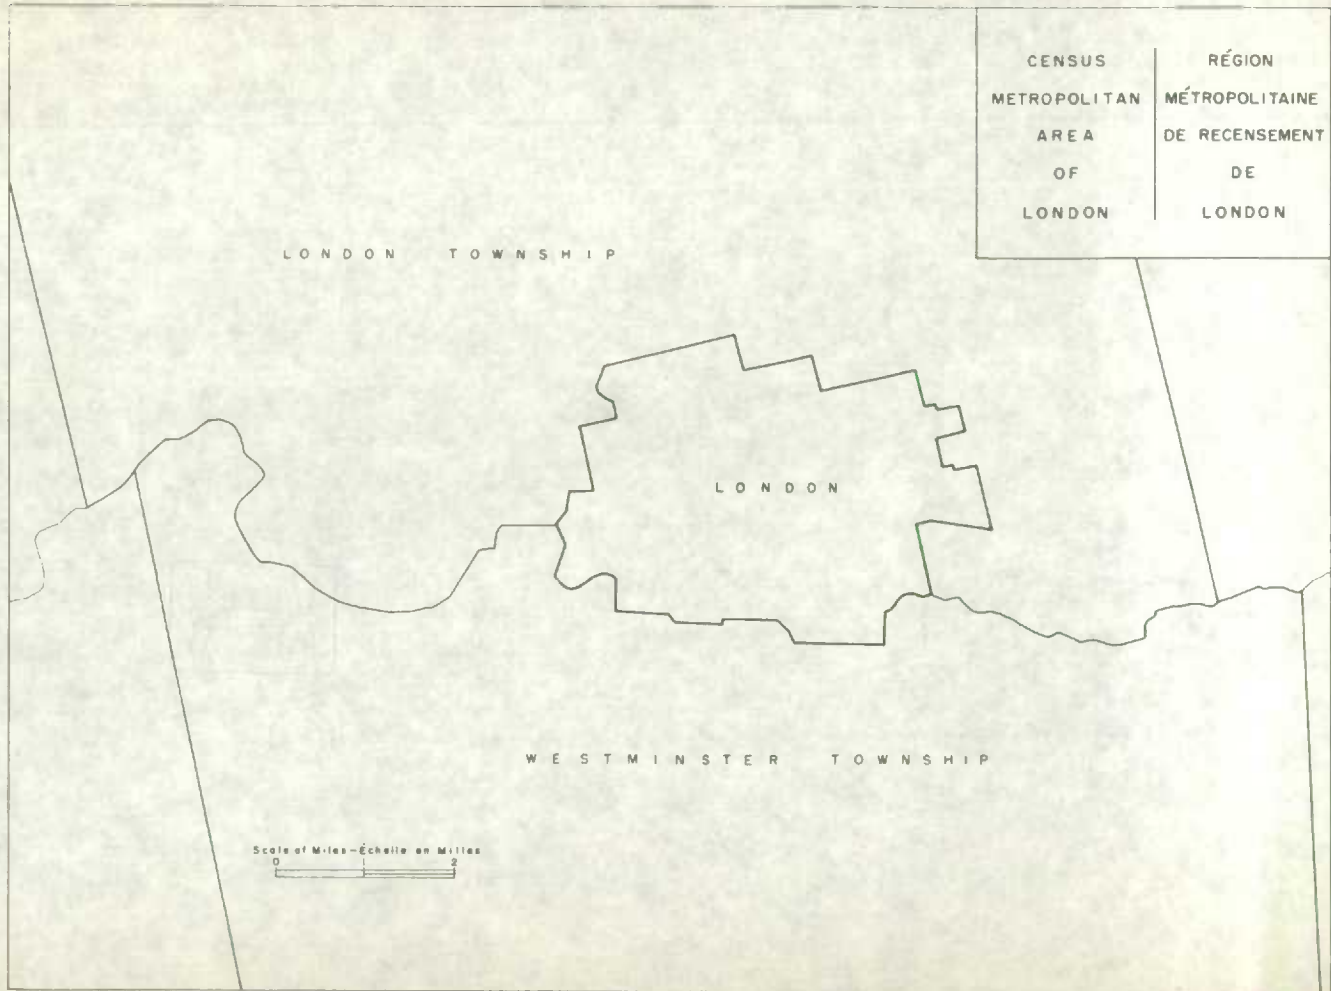 CENSUS
METROPOLITAN
AREA
OF
LONDON
RÉGION
MÉTROPOLITAINE
DE RECENSEMENT
DE
LONDON
LONDON TOWNSHIP
LONDON
WESTMINSTER TOWNSHIP
Scale of Miles-Échelle en Milles
0 1 2